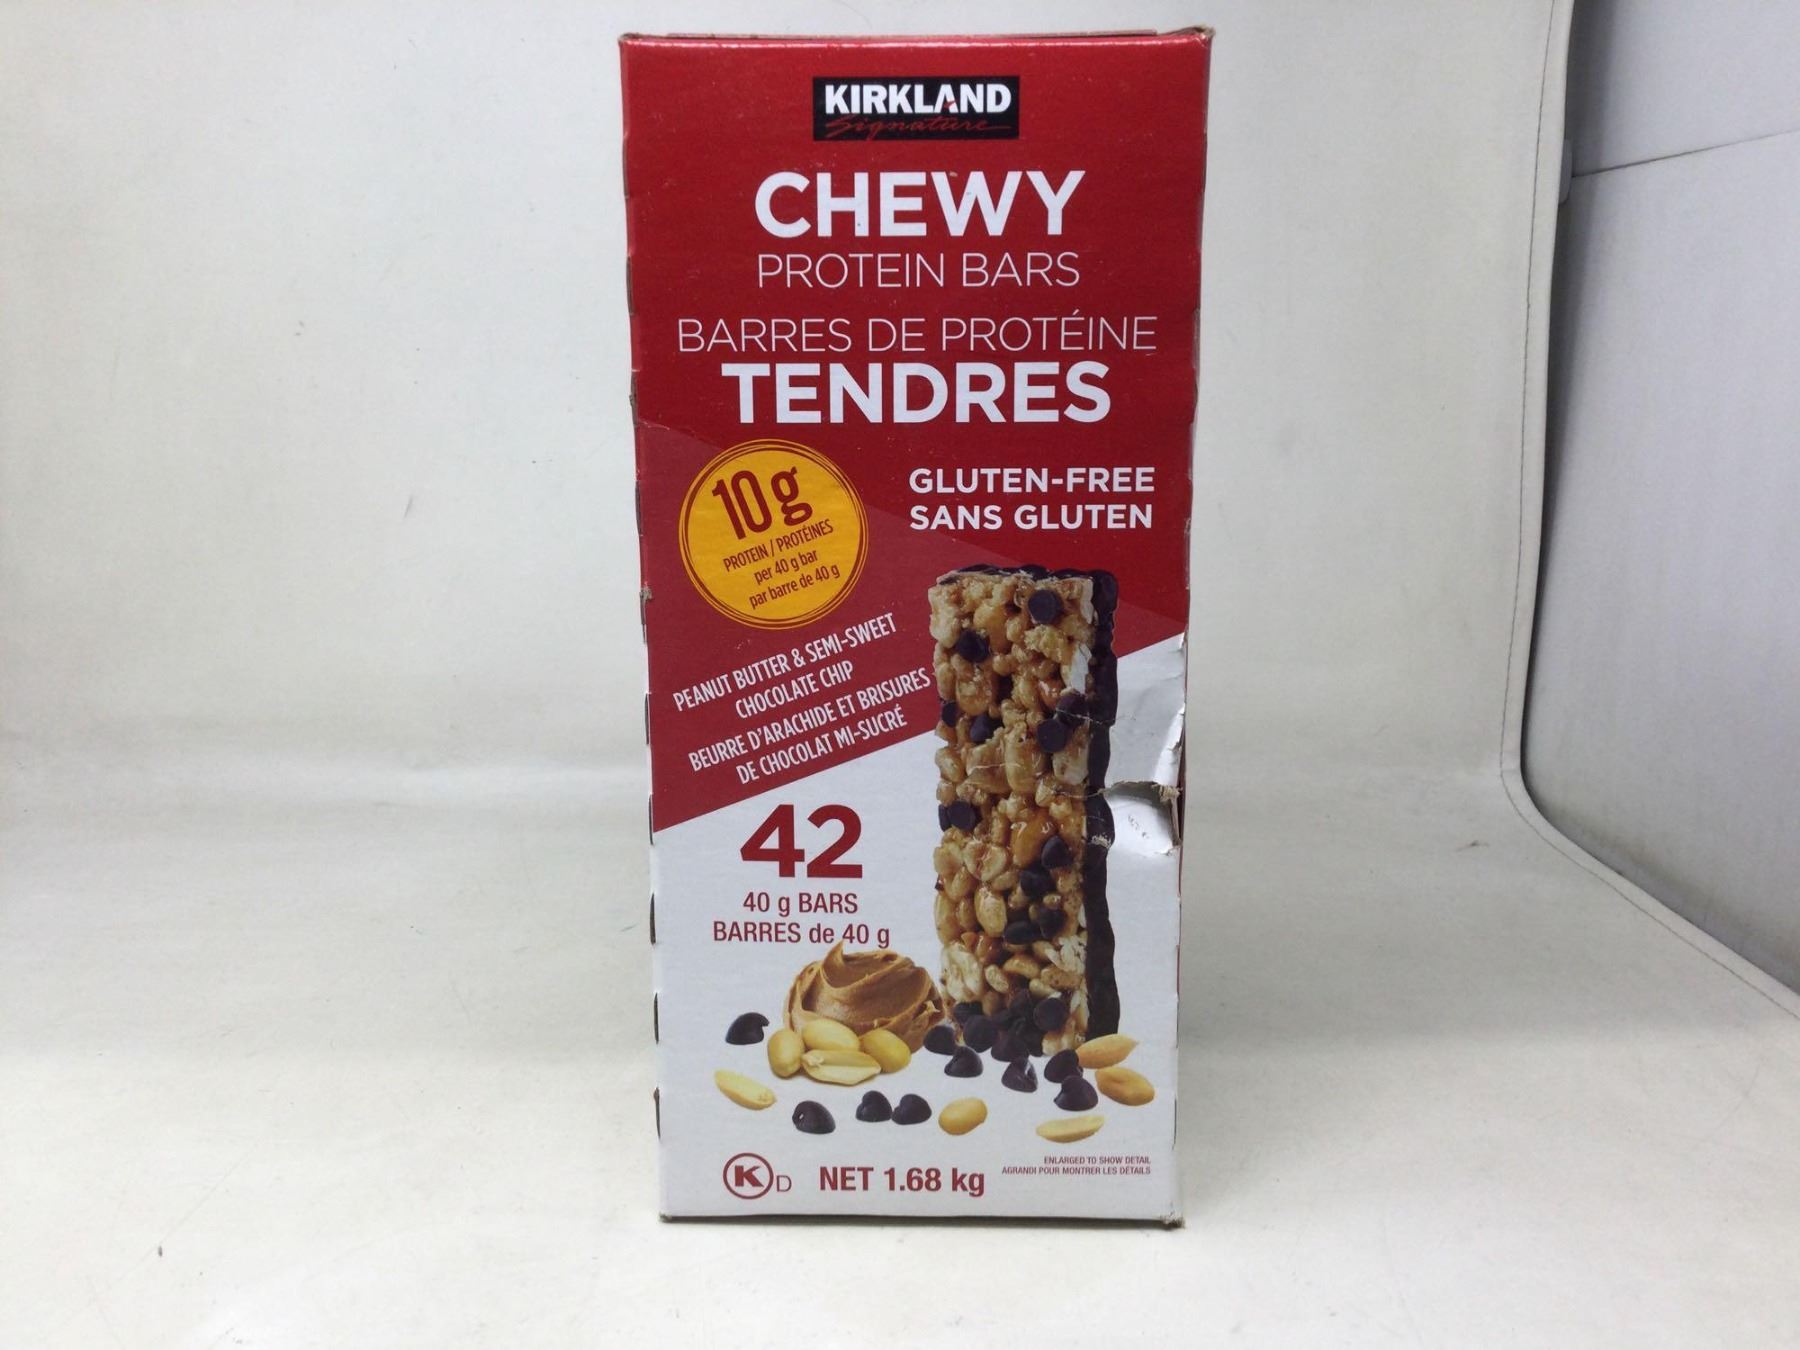 KIRKLAND
Signature
CHEWY
PROTEIN BARS
BARRES DE PROTÉINE
TENDRES
10 g
PROTEIN / PROTÉINES
per 40 g bar
par barre de 40 g
GLUTEN-FREE
SANS GLUTEN
PEANUT BUTTER & SEMI-SWEET
CHOCOLATE CHIP
BEURRE D'ARACHIDE ET BRISURES
DE CHOCOLAT MI-SUCRÉ
42
40 g BARS
BARRES de 40 g
K D
NET 1.68 kg
ENLARGED TO SHOW DETAIL
AGRANDI POUR MONTRER LES DÉTAILS